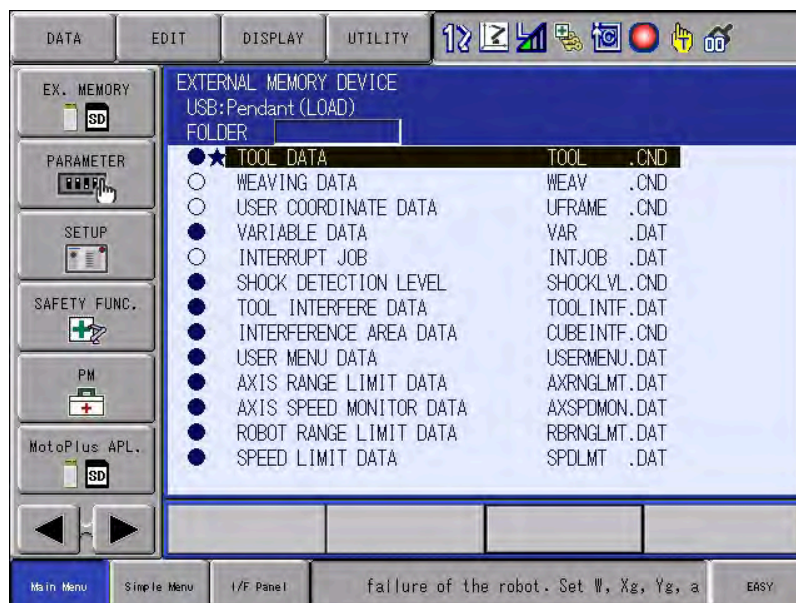 DATA EDIT DISPLAY UTILITY
EX. MEMORY
SD
PARAMETER
SETUP
SAFETY FUNC.
PM
MotoPlus APL.
SD
EXTERNAL MEMORY DEVICE
USB:Pendant(LOAD)
FOLDER
TOOL DATA TOOL .CND
WEAVING DATA WEAV .CND
USER COORDINATE DATA UFRAME .CND
VARIABLE DATA VAR .DAT
INTERRUPT JOB INTJOB .DAT
SHOCK DETECTION LEVEL SHOCKLVL.CND
TOOL INTERFERE DATA TOOLINTF.DAT
INTERFERENCE AREA DATA CUBEINTF.CND
USER MENU DATA USERMENU.DAT
AXIS RANGE LIMIT DATA AXRNGLMT.DAT
AXIS SPEED MONITOR DATA AXSPDMON.DAT
ROBOT RANGE LIMIT DATA RBRNGLMT.DAT
SPEED LIMIT DATA SPDLMT .DAT
Main Menu Simple Menu I/F Panel failure of the robot. Set W, Xg, Yg, a EASY